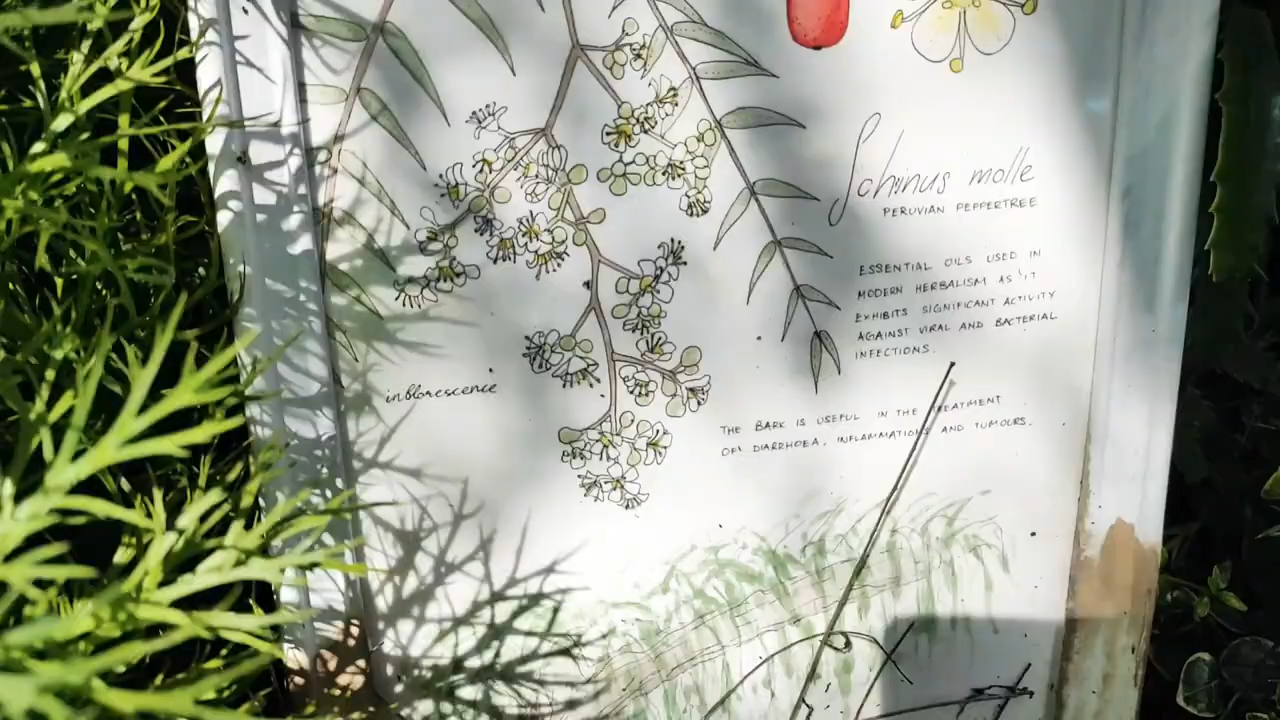 Schinus molle
PERUVIAN PEPPERTREE
ESSENTIAL OILS USED IN
MODERN HERBALISM AS IT
EXHIBITS SIGNIFICANT ACTIVITY
AGAINST VIRAL AND BACTERIAL
INFECTIONS.
inflorescence
THE BARK IS USEFUL IN THE TREATMENT
OF DIARRHOEA, INFLAMMATIONS AND TUMOURS.